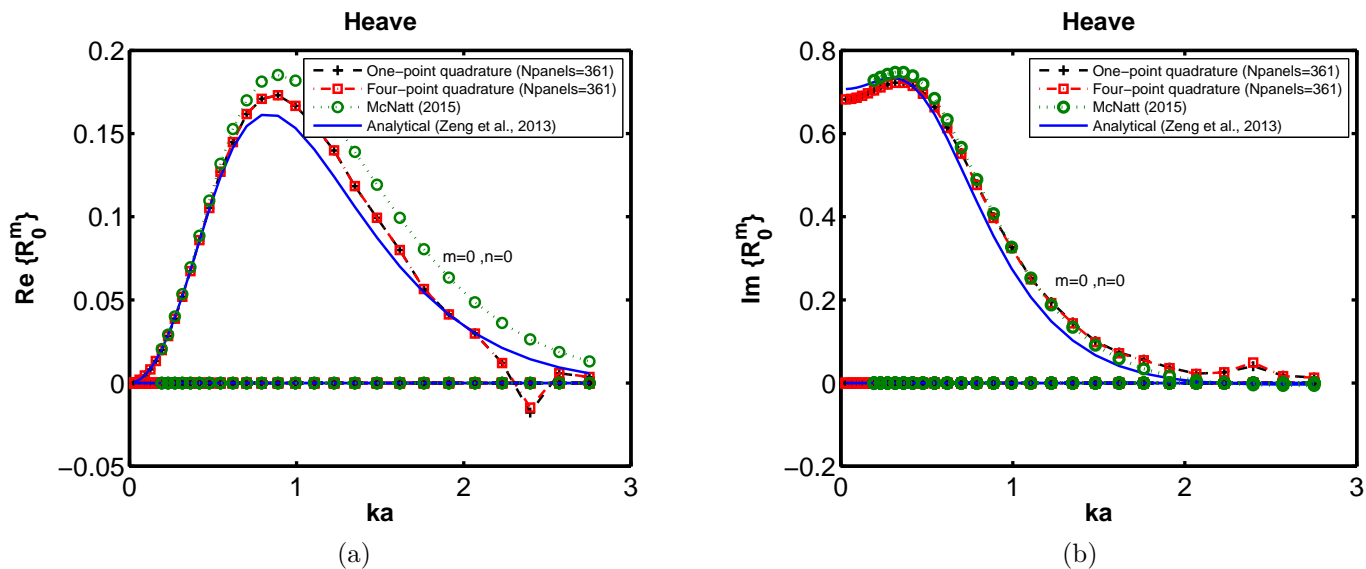 Heave
0.2
0.15
0.1
0.05
0
−0.05
0
1
2
3
Re {R₀ᵐ}
ka
One−point quadrature (Npanels=361)
Four−point quadrature (Npanels=361)
McNatt (2015)
Analytical (Zeng et al., 2013)
m=0 ,n=0
(a)
Heave
0.8
0.6
0.4
0.2
0
−0.2
0
1
2
3
Im {R₀ᵐ}
ka
One−point quadrature (Npanels=361)
Four−point quadrature (Npanels=361)
McNatt (2015)
Analytical (Zeng et al., 2013)
m=0 ,n=0
(b)